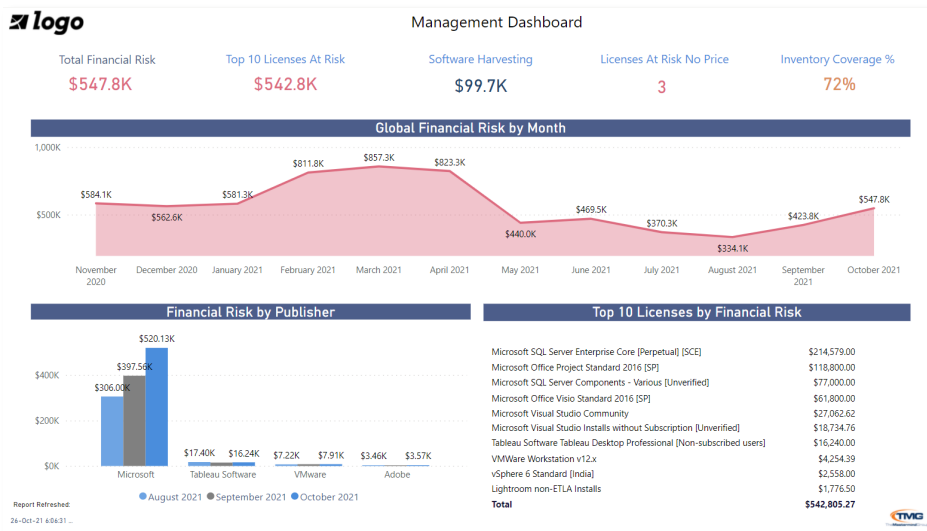 logo
Management Dashboard
Total Financial Risk
Top 10 Licenses At Risk
Software Harvesting
Licenses At Risk No Price
Inventory Coverage %
$547.8K
$542.8K
$99.7K
3
72%
Global Financial Risk by Month
1,000K
$500K
$584.1K
$562.6K
$581.3K
$811.8K
$857.3K
$823.3K
$440.0K
$469.5K
$370.3K
$334.1K
$423.8K
$547.8K
November
2020
December 2020
January 2021
February 2021
March 2021
April 2021
May 2021
June 2021
July 2021
August 2021
September
2021
October 2021
Financial Risk by Publisher
$400K
$200K
$0K
$306.00K
$397.56K
$520.13K
$17.40K
$16.24K
$7.22K
$7.91K
$3.46K
$3.57K
Microsoft
Tableau Software
VMware
Adobe
August 2021
September 2021
October 2021
Top 10 Licenses by Financial Risk
Microsoft SQL Server Enterprise Core [Perpetual] [SCE] $214,579.00
Microsoft Office Project Standard 2016 [SP] $118,800.00
Microsoft SQL Server Components - Various [Unverified] $77,000.00
Microsoft Office Visio Standard 2016 [SP] $61,800.00
Microsoft Visual Studio Community $27,062.62
Microsoft Visual Studio Installs without Subscription [Unverified] $18,734.76
Tableau Software Tableau Desktop Professional [Non-subscribed users] $16,240.00
VMWare Workstation v12.x $4,254.39
vSphere 6 Standard [India] $2,558.00
Lightroom non-ETLA Installs $1,776.50
Total $542,805.27
Report Refreshed:
26-Oct-21 6:06:31 ...
TMG